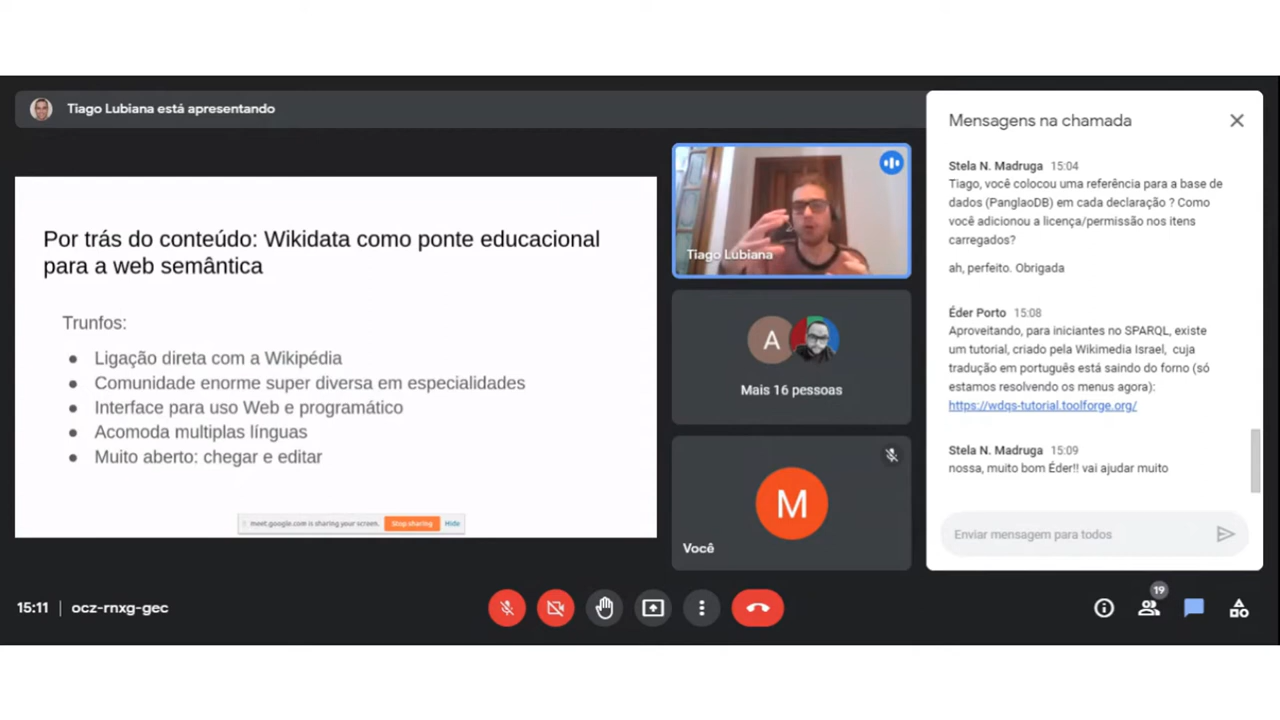 Tiago Lubiana está apresentando
Por trás do conteúdo: Wikidata como ponte educacional
para a web semântica
Trunfos:
● Ligação direta com a Wikipédia
● Comunidade enorme super diversa em especialidades
● Interface para uso Web e programático
● Acomoda multiplas línguas
● Muito aberto: chegar e editar
meet.google.com is sharing your screen.
Stop sharing
Hide
Tiago Lubiana
A
Mais 16 pessoas
M
Você
Mensagens na chamada
Stela N. Madruga 15:04
Tiago, você colocou uma referência para a base de
dados (PanglaoDB) em cada declaração ? Como
você adicionou a licença/permissão nos itens
carregados?
ah, perfeito. Obrigada
Éder Porto 15:08
Aproveitando, para iniciantes no SPARQL, existe
um tutorial, criado pela Wikimedia Israel, cuja
tradução em português está saindo do forno (só
estamos resolvendo os menus agora):
https://wdqs-tutorial.toolforge.org/
Stela N. Madruga 15:09
nossa, muito bom Éder!! vai ajudar muito
Enviar mensagem para todos
15:11 | ocz-rnxg-gec
19